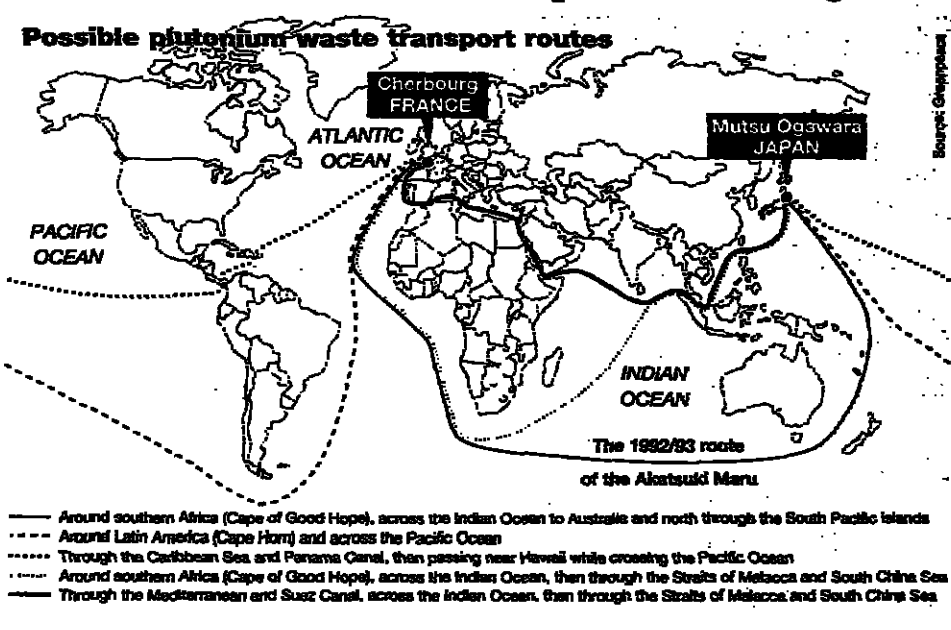 Possible plutonium waste transport routes
Source: Greenpeace
Cherbourg
FRANCE
Mutsu Ogawara
JAPAN
ATLANTIC
OCEAN
PACIFIC
OCEAN
INDIAN
OCEAN
The 1992/93 route
of the Akatsuki Maru
Around southern Africa (Cape of Good Hope), across the Indian Ocean to Australia and north through the South Pacific Islands
Around Latin America (Cape Horn) and across the Pacific Ocean
Through the Caribbean Sea and Panama Canal, then passing near Hawaii while crossing the Pacific Ocean
Around southern Africa (Cape of Good Hope), across the Indian Ocean, then through the Straits of Malacca and South China Sea
Through the Mediterranean and Suez Canal, across the Indian Ocean, then through the Straits of Malacca and South China Sea